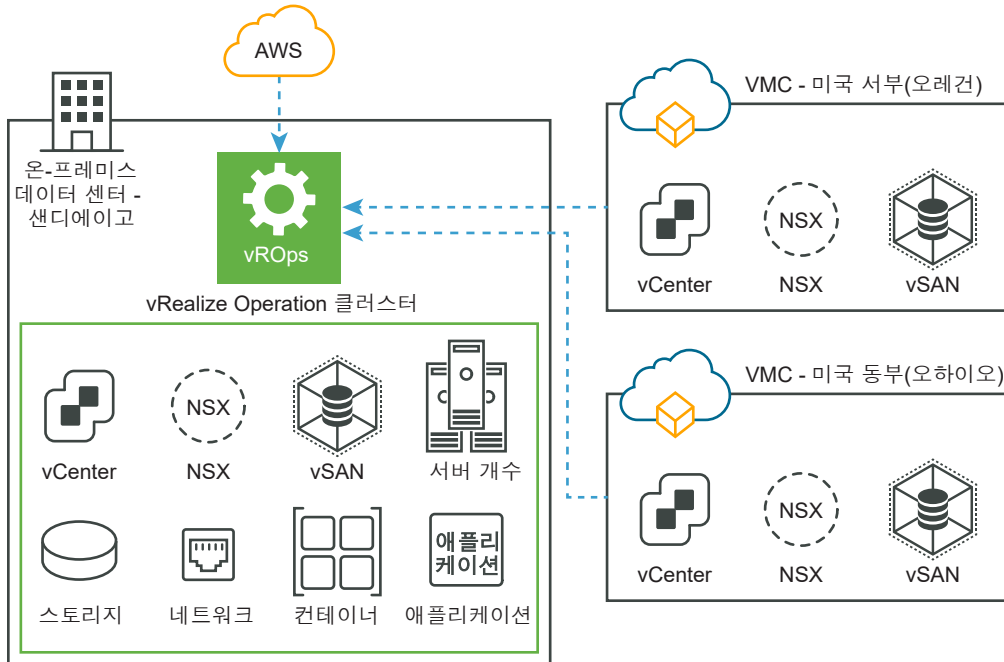 AWS
온-프레미스
데이터 센터 -
샌디에이고
vROps
vRealize Operation 클러스터
NSX
vCenter
NSX
vSAN
서버 개수
애플리
케이션
스토리지
네트워크
컨테이너
애플리케이션
VMC - 미국 서부(오레건)
NSX
vCenter
NSX
vSAN
VMC - 미국 동부(오하이오)
NSX
vCenter
NSX
vSAN